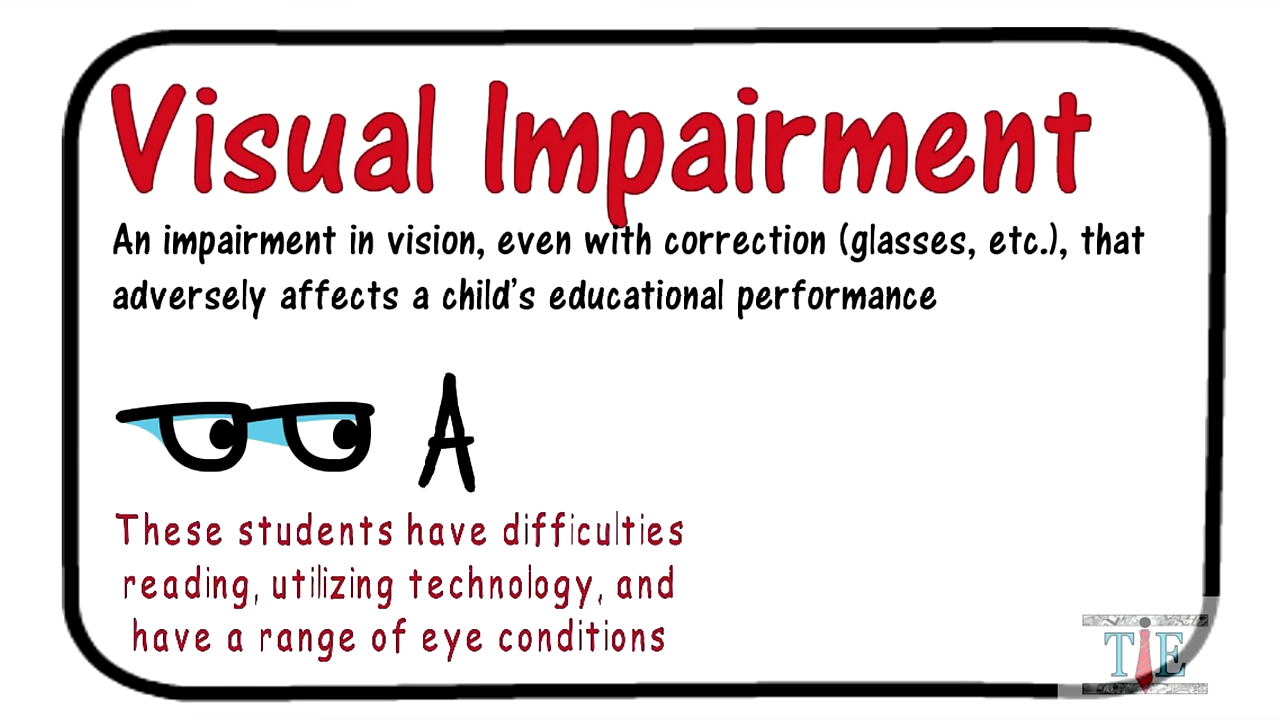 Visual Impairment
An impairment in vision, even with correction (glasses, etc.), that
adversely affects a child's educational performance
A
These students have difficulties
reading, utilizing technology, and
have a range of eye conditions
TIE